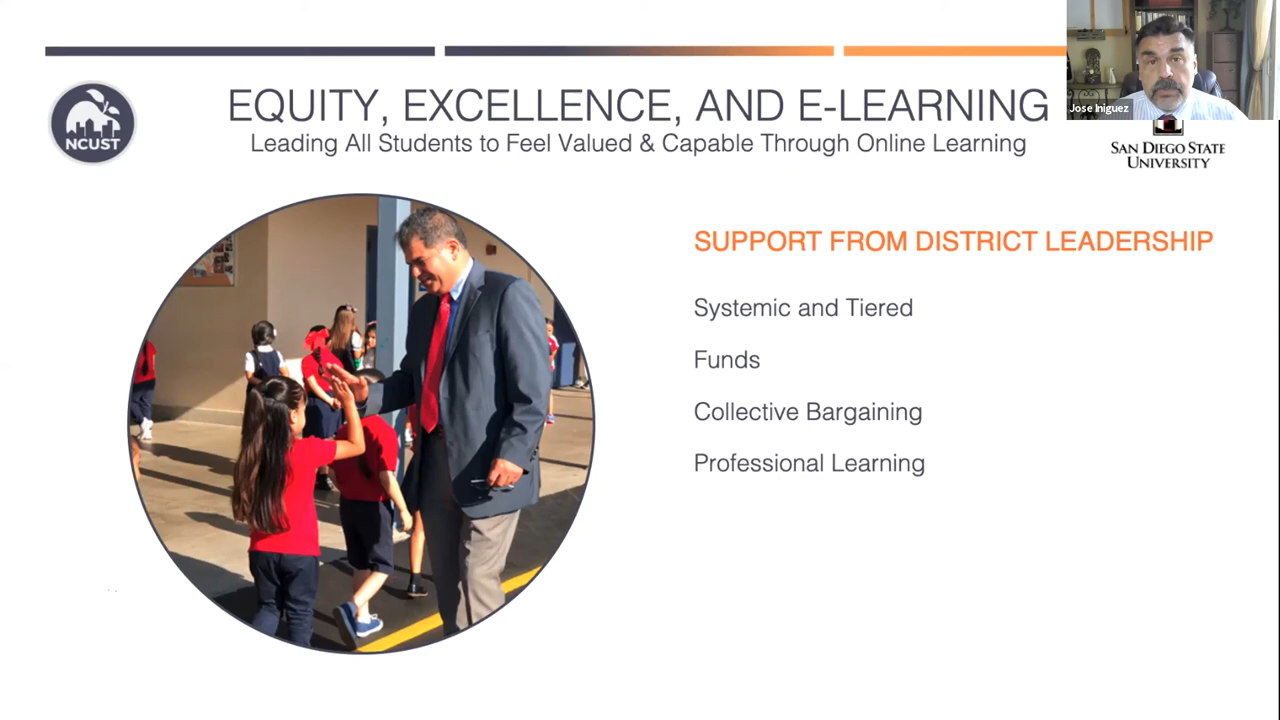 EQUITY, EXCELLENCE, AND E-LEARNING
Leading All Students to Feel Valued & Capable Through Online Learning
NCUST
Jose Iniguez
SAN DIEGO STATE
UNIVERSITY
SUPPORT FROM DISTRICT LEADERSHIP
Systemic and Tiered
Funds
Collective Bargaining
Professional Learning